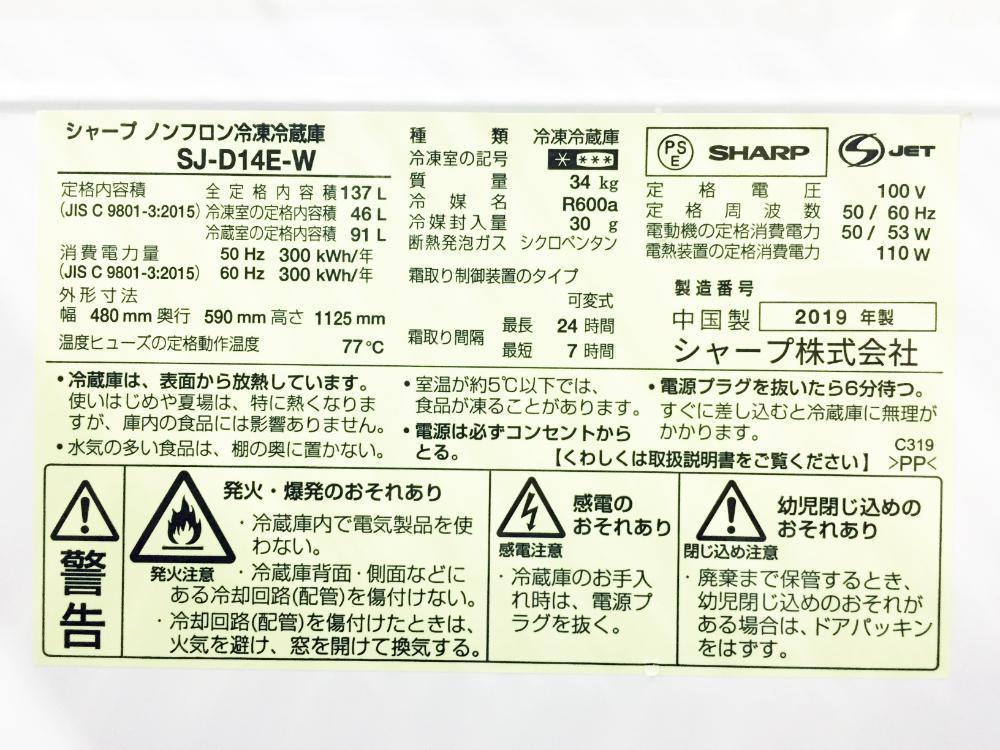 シャープ ノンフロン冷凍冷蔵庫
SJ-D14E-W
定格内容積 全定格内容積 137 L
(JIS C 9801-3:2015) 冷凍室の定格内容積 46 L
冷蔵室の定格内容積 91 L
消費電力量 50 Hz 300 kWh/年
(JIS C 9801-3:2015) 60 Hz 300 kWh/年
外形寸法
幅 480 mm 奥行 590 mm 高さ 1125 mm
温度ヒューズの定格動作温度 77℃
種類 冷凍冷蔵庫
冷凍室の記号 * ***
質量 34 kg
冷媒名 R600a
冷媒封入量 30 g
断熱発泡ガス シクロペンタン
霜取り制御装置のタイプ
可変式
霜取り間隔 最長 24 時間
最短 7 時間
PS E SHARP JET
定格電圧 100 V
定格周波数 50 / 60 Hz
電動機の定格消費電力 50 / 53 W
電熱装置の定格消費電力 110 W
製造番号
中国製 2019 年製
シャープ株式会社
・冷蔵庫は、表面から放熱しています。
使いはじめや夏場は、特に熱くなりま
すが、庫内の食品には影響ありません。
・水気の多い食品は、棚の奥に置かない。
・室温が約5℃以下では、
食品が凍ることがあります。
・電源は必ずコンセントから
とる。
・電源プラグを抜いたら6分待つ。
すぐに差し込むと冷蔵庫に無理が
かかります。
C319
【くわしくは取扱説明書をご覧ください】 >PP<
警告
発火・爆発のおそれあり
発火注意
・冷蔵庫内で電気製品を使
わない。
・冷蔵庫背面・側面などに
ある冷却回路(配管)を傷付けない。
・冷却回路(配管)を傷付けたときは、
火気を避け、窓を開けて換気する。
感電の
おそれあり
感電注意
・冷蔵庫のお手入
れ時は、電源プ
ラグを抜く。
幼児閉じ込めの
おそれあり
閉じ込め注意
・廃棄まで保管するとき、
幼児閉じ込めのおそれが
ある場合は、ドアパッキン
をはずす。